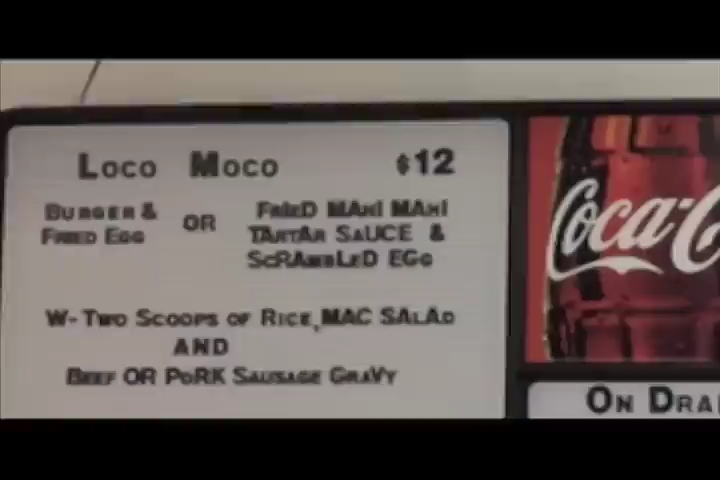 Loco Moco $12
BURGER &
FRIED EGG
OR
FRIED MAHI MAHI
TARTAR SAUCE &
SCRAMBLED EGG
W- TWO SCOOPS OF RICE, MAC SALAD
AND
BEEF OR PORK SAUSAGE GRAVY
Coca-C
ON DRA